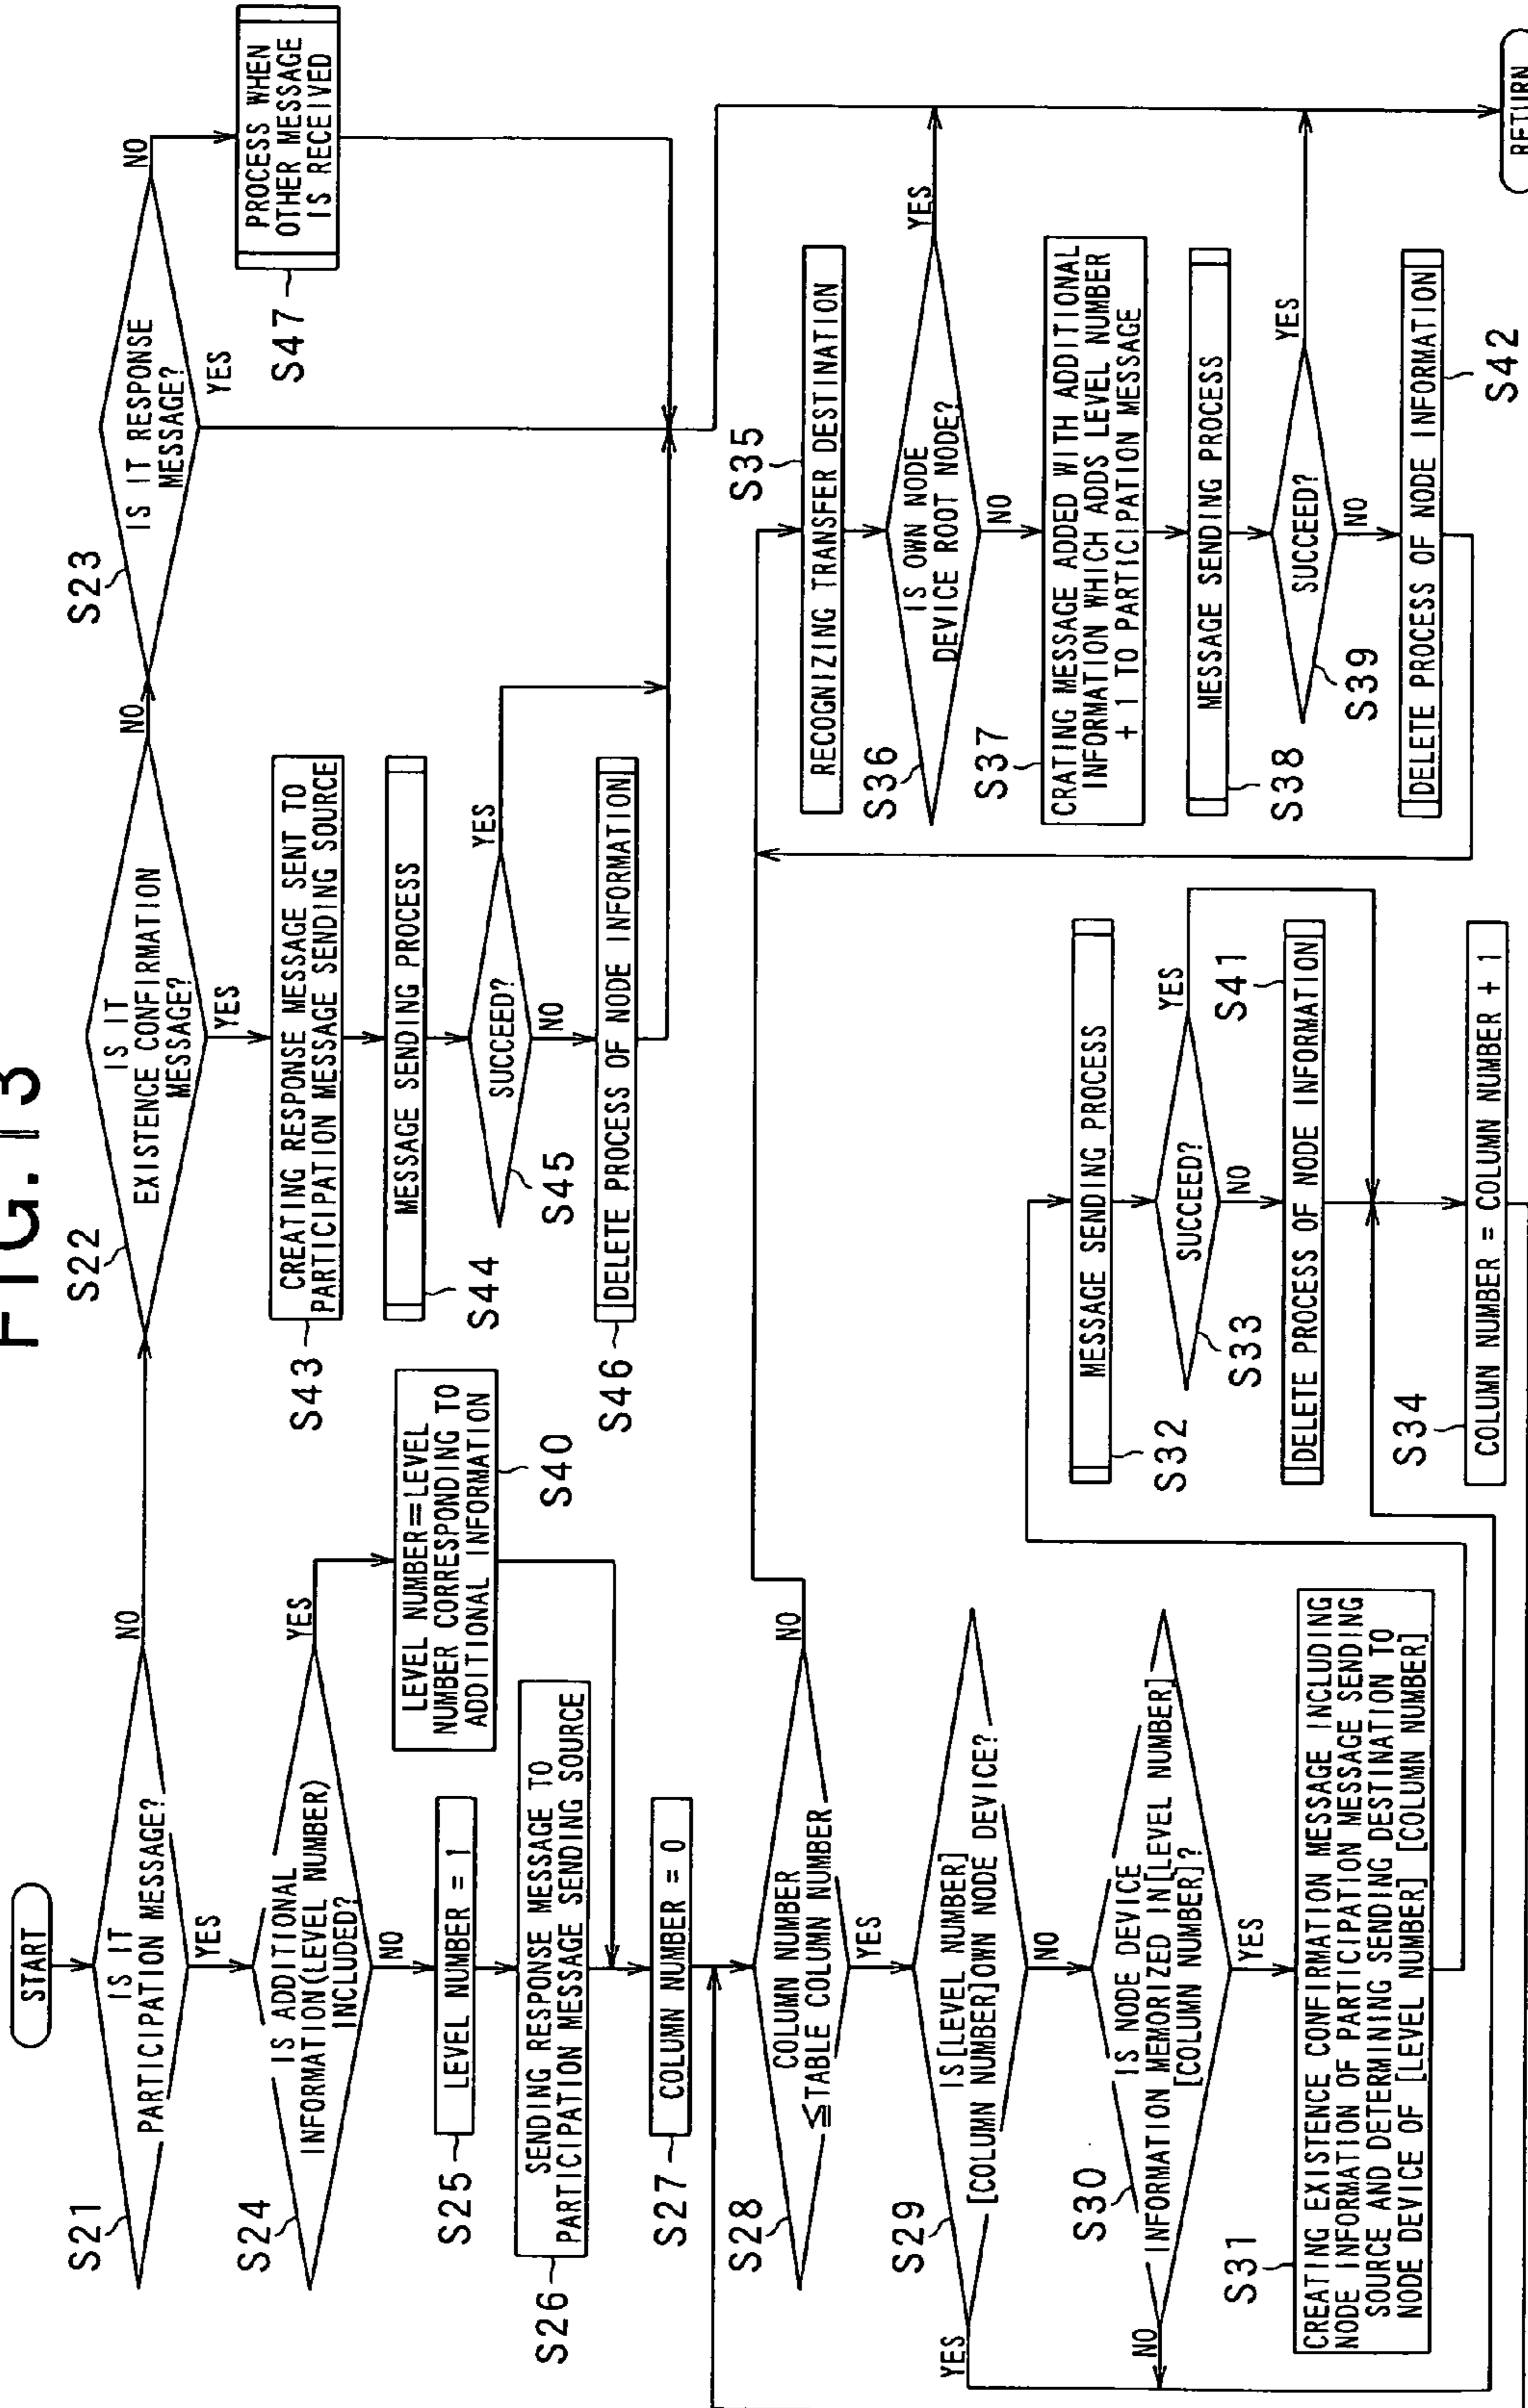 FIG.13
START
S21
IS IT
PARTICIPATION MESSAGE?
NO
YES
S22
IS IT
EXISTENCE CONFIRMATION
MESSAGE?
NO
YES
S23
IS IT RESPONSE
MESSAGE?
NO
YES
S47
PROCESS WHEN
OTHER MESSAGE
IS RECEIVED
S24
IS ADDITIONAL
INFORMATION(LEVEL NUMBER)
INCLUDED?
YES
NO
S40
LEVEL NUMBER=LEVEL
NUMBER CORRESPONDING TO
ADDITIONAL INFORMATION
S25
LEVEL NUMBER = 1
S26
SENDING RESPONSE MESSAGE TO
PARTICIPATION MESSAGE SENDING SOURCE
S27
COLUMN NUMBER = 0
S43
CREATING RESPONSE MESSAGE SENT TO
PARTICIPATION MESSAGE SENDING SOURCE
S44
MESSAGE SENDING PROCESS
S45
SUCCEED?
YES
NO
S46
DELETE PROCESS OF NODE INFORMATION
S28
COLUMN NUMBER
≦TABLE COLUMN NUMBER
NO
YES
S29
IS[LEVEL NUMBER]
[COLUMN NUMBER]OWN NODE DEVICE?
YES
NO
S30
IS NODE DEVICE
INFORMATION MEMORIZED IN[LEVEL NUMBER]
[COLUMN NUMBER]?
NO
YES
S31
CREATING EXISTENCE CONFIRMATION MESSAGE INCLUDING
NODE INFORMATION OF PARTICIPATION MESSAGE SENDING
SOURCE AND DETERMINING SENDING DESTINATION TO
NODE DEVICE OF [LEVEL NUMBER] [COLUMN NUMBER]
S32
MESSAGE SENDING PROCESS
S33
SUCCEED?
YES
NO
S41
DELETE PROCESS OF NODE INFORMATION
S34
COLUMN NUMBER = COLUMN NUMBER + 1
S35
RECOGNIZING TRANSFER DESTINATION
S36
IS OWN NODE
DEVICE ROOT NODE?
YES
NO
S37
CRATING MESSAGE ADDED WITH ADDITIONAL
INFORMATION WHICH ADDS LEVEL NUMBER
+ 1 TO PARTICIPATION MESSAGE
S38
MESSAGE SENDING PROCESS
S39
SUCCEED?
YES
NO
S42
DELETE PROCESS OF NODE INFORMATION
RETURN